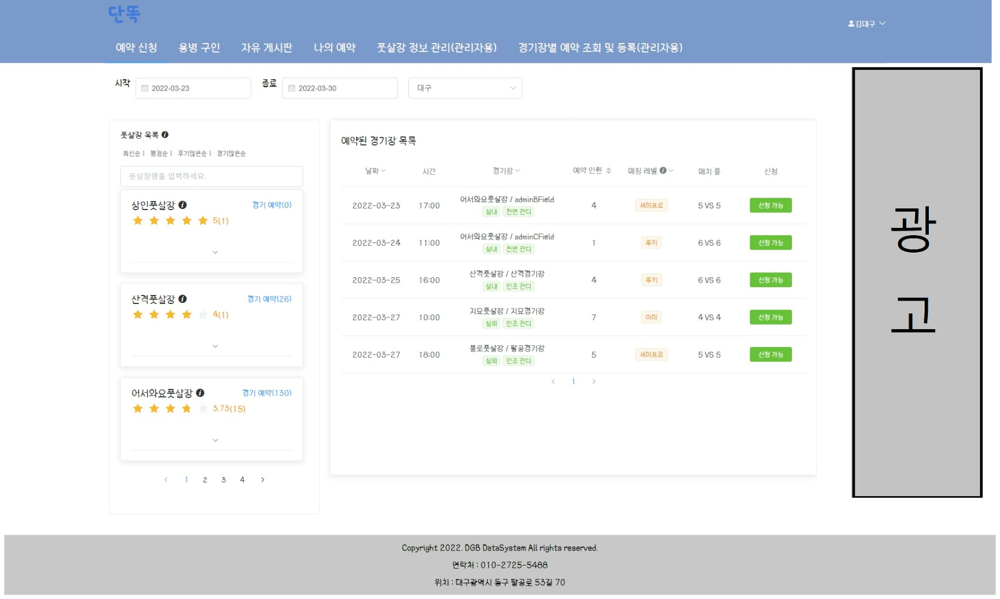 단똑
김대구
예약 신청 용병 구인 자유 게시판 나의 예약 풋살장 정보 관리(관리자용) 경기장별 예약 조회 및 등록(관리자용)
시작 2022-03-23 종료 2022-03-30 대구
풋살장 목록
최신순 | 평점순 | 후기많은순 | 경기많은순
풋살장명을 입력하세요.
상인풋살장 경기 예약(0)
5(1)
산격풋살장 경기 예약(26)
4(1)
어서와요풋살장 경기 예약(130)
3.73(15)
1 2 3 4
예약된 경기장 목록
날짜 시간 경기장 예약 인원 매칭 레벨 매치 룰 신청
2022-03-23 17:00 어서와요풋살장 / adminBField 4 세미프로 5 VS 5 신청 가능
실내 천연 잔디
2022-03-24 11:00 어서와요풋살장 / adminCField 1 루키 6 VS 6 신청 가능
실내 천연 잔디
2022-03-25 16:00 산격풋살장 / 산격경기장 4 루키 6 VS 6 신청 가능
실내 인조 잔디
2022-03-27 10:00 지묘풋살장 / 지묘경기장 7 아마 4 VS 4 신청 가능
실외 인조 잔디
2022-03-27 18:00 불로풋살장 / 팔공경기장 5 세미프로 5 VS 5 신청 가능
실외 인조 잔디
1
광
고
Copyright 2022. DGB DataSystem All rights reserved.
연락처 : 010-2725-5488
위치 : 대구광역시 동구 팔공로 53길 70